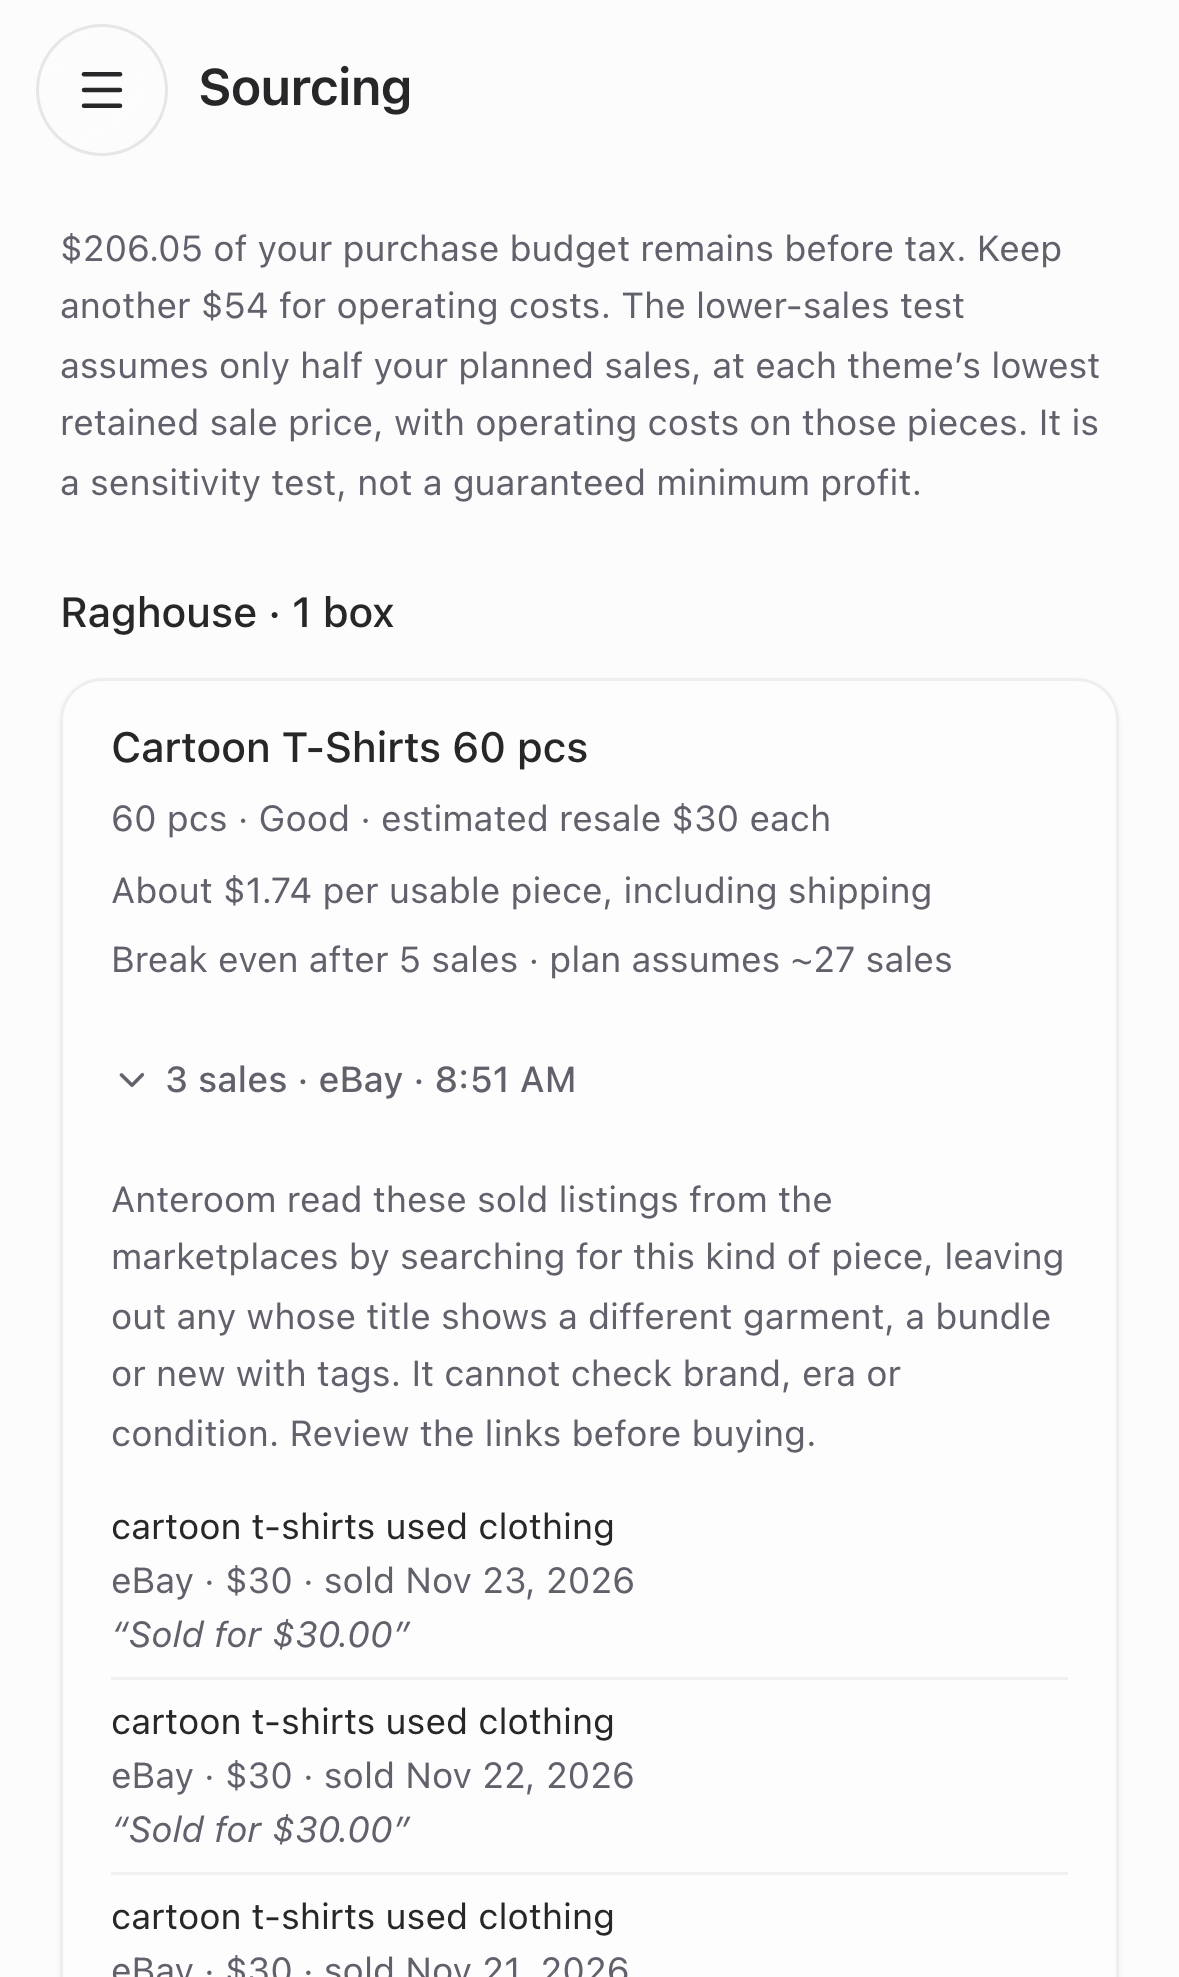 Sourcing
$206.05 of your purchase budget remains before tax. Keep
another $54 for operating costs. The lower-sales test
assumes only half your planned sales, at each theme’s lowest
retained sale price, with operating costs on those pieces. It is
a sensitivity test, not a guaranteed minimum profit.
Raghouse · 1 box
Cartoon T-Shirts 60 pcs
60 pcs · Good · estimated resale $30 each
About $1.74 per usable piece, including shipping
Break even after 5 sales · plan assumes ~27 sales
3 sales · eBay · 8:51 AM
Anteroom read these sold listings from the
marketplaces by searching for this kind of piece, leaving
out any whose title shows a different garment, a bundle
or new with tags. It cannot check brand, era or
condition. Review the links before buying.
cartoon t-shirts used clothing
eBay · $30 · sold Nov 23, 2026
“Sold for $30.00”
cartoon t-shirts used clothing
eBay · $30 · sold Nov 22, 2026
“Sold for $30.00”
cartoon t-shirts used clothing
eBay · $30 · sold Nov 21, 2026